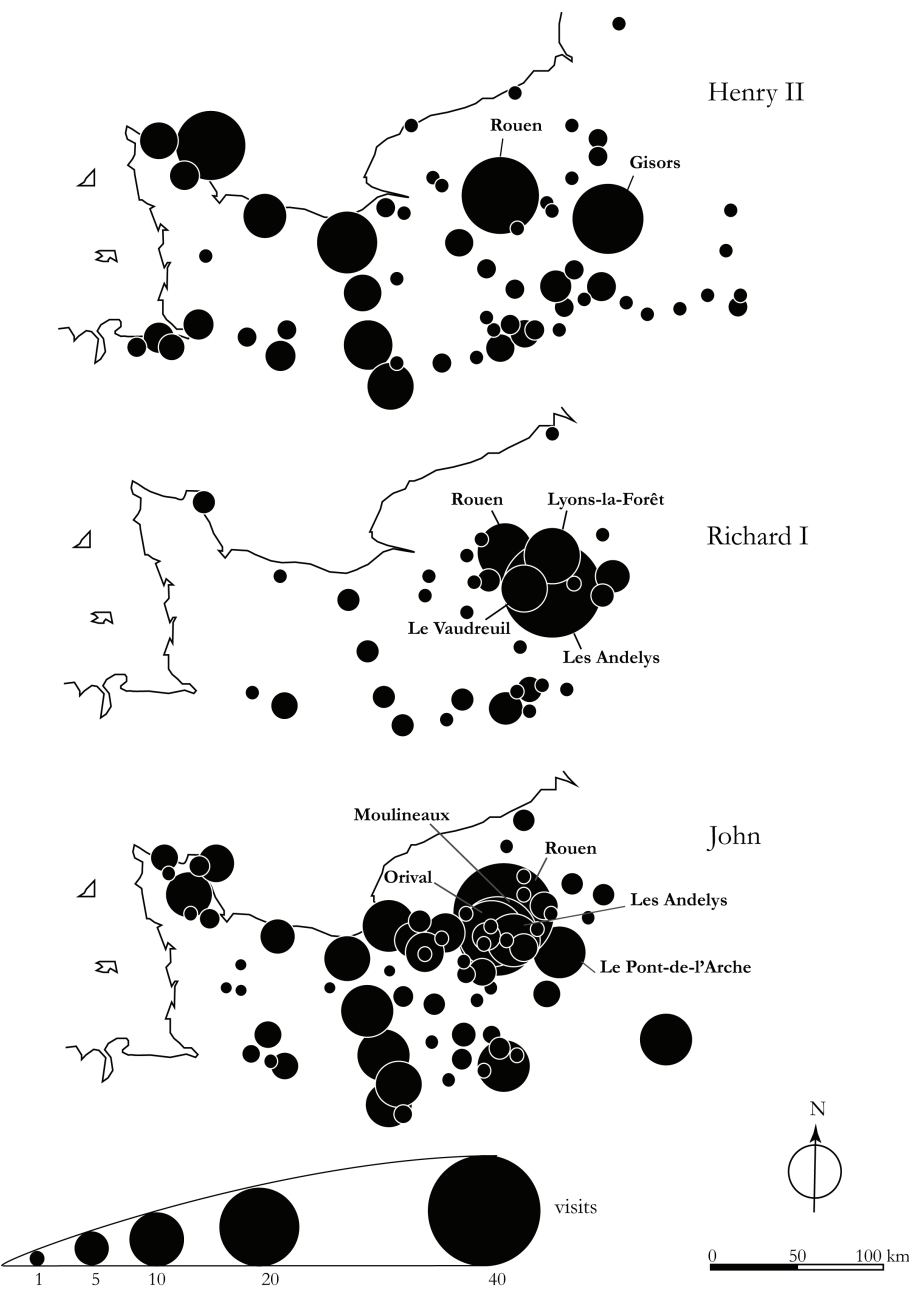 Henry II
Rouen
Gisors
Richard I
Rouen
Lyons-la-Forêt
Le Vaudreuil
Les Andelys
John
Moulineaux
Rouen
Orival
Les Andelys
Le Pont-de-l'Arche
N
visits
0 50 100 km
1 5 10 20 40